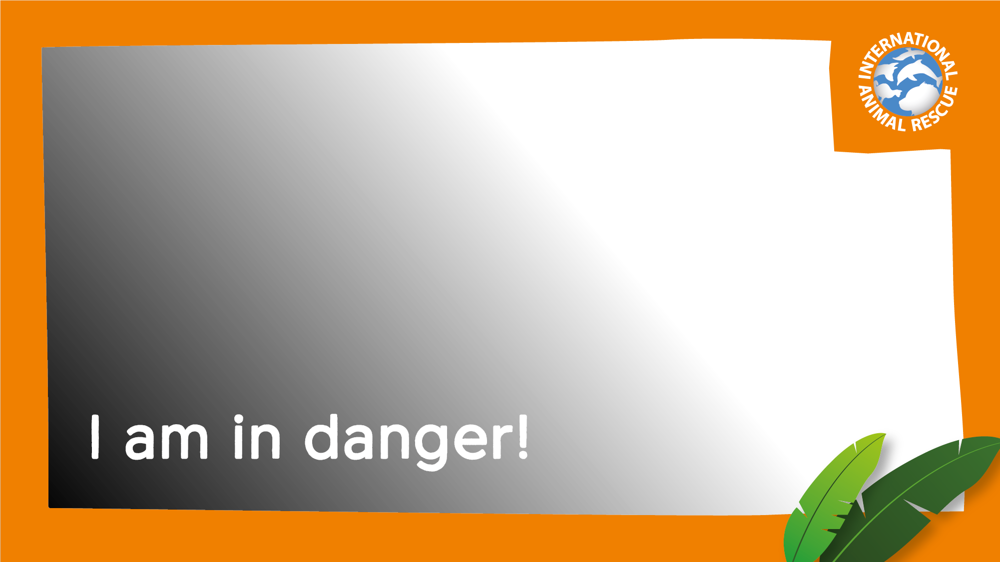 INTERNATIONAL
ANIMAL RESCUE
I am in danger!